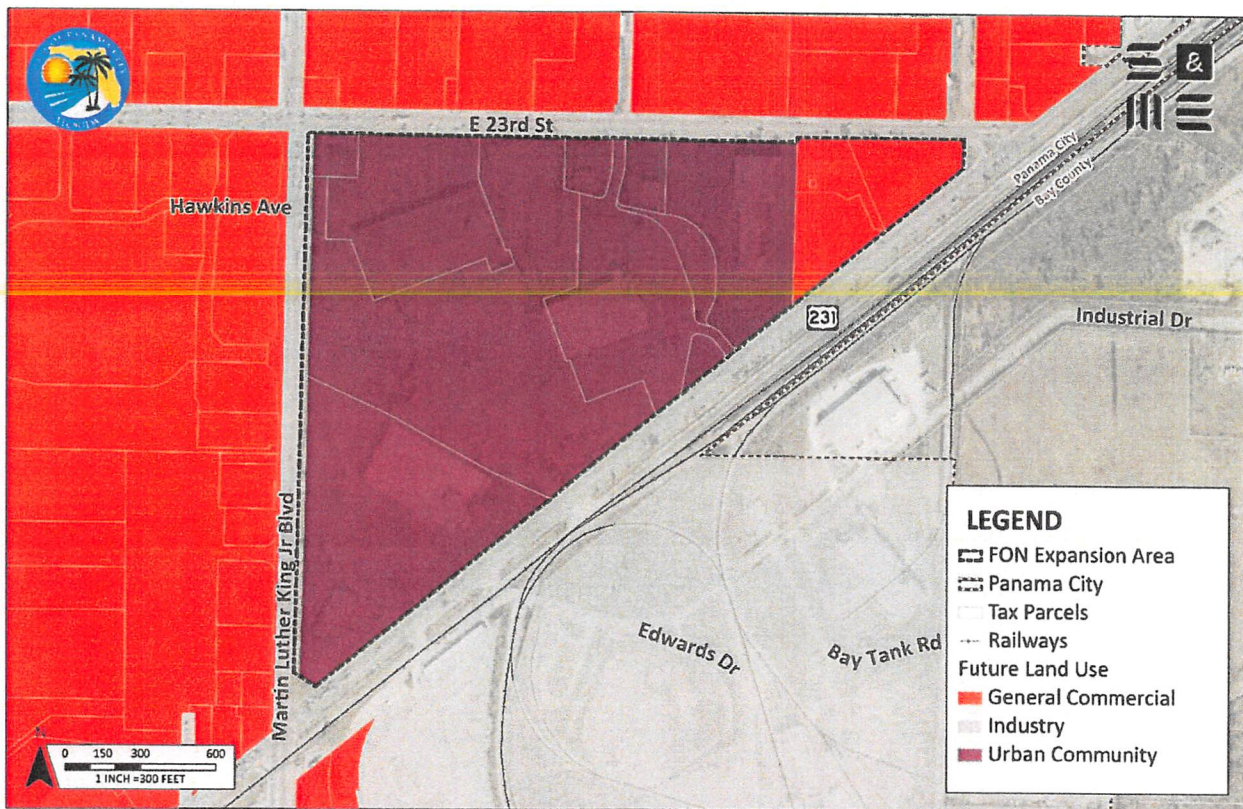 FLORIDA
S &
M E
E 23rd St
Panama City
Bay County
Hawkins Ave
231
Industrial Dr
Martin Luther King Jr Blvd
Edwards Dr
Bay Tank Rd
LEGEND
FON Expansion Area
Panama City
Tax Parcels
Railways
Future Land Use
General Commercial
Industry
Urban Community
0 150 300 600
1 INCH =300 FEET